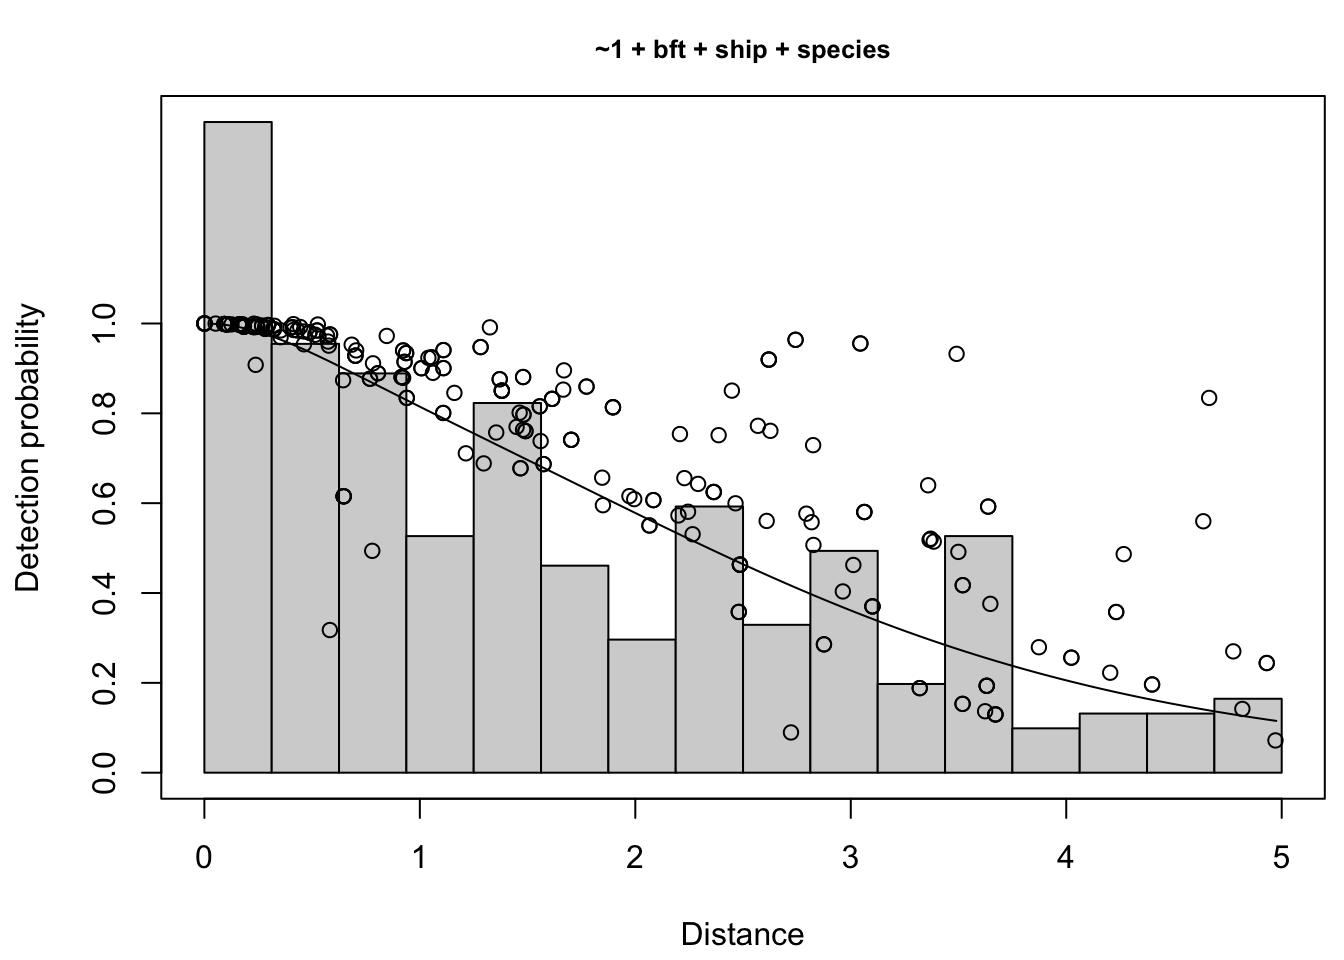 ~1 + bft + ship + species
Detection probability
1.0
0.8
0.6
0.4
0.2
0.0
0 1 2 3 4 5
Distance